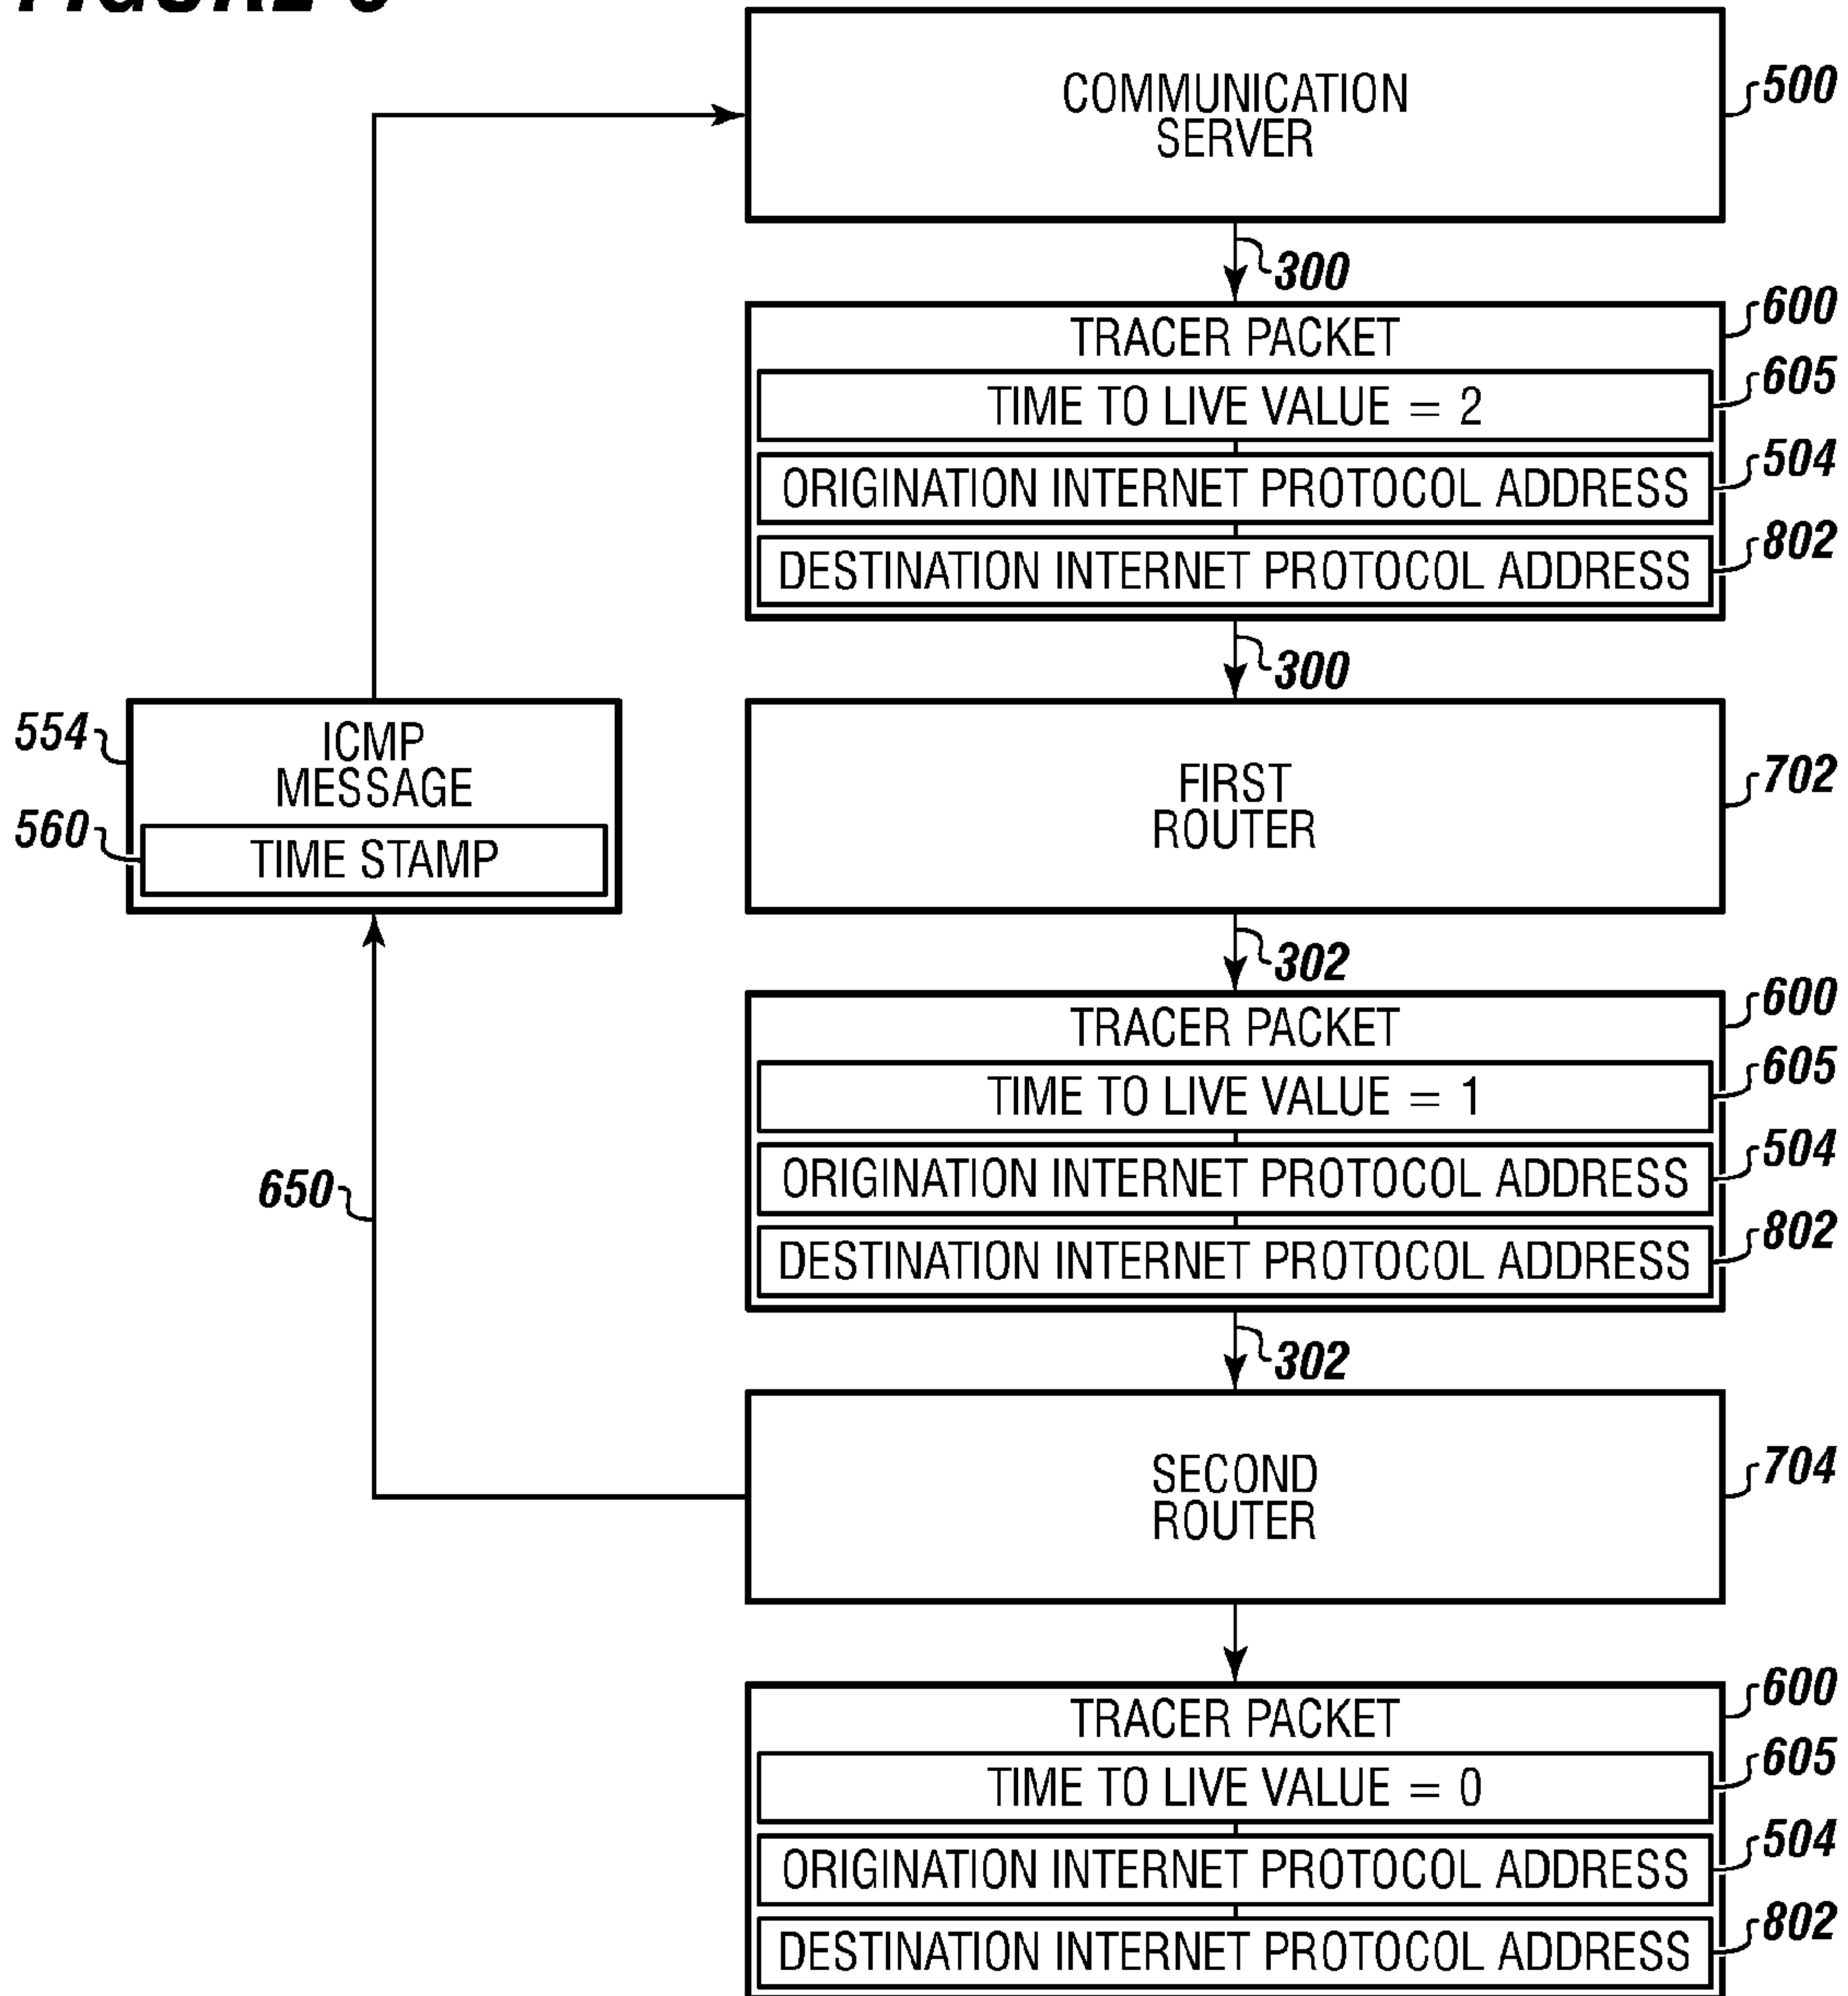 FIGURE
COMMUNICATION
SERVER
500
300
TRACER PACKET
600
TIME TO LIVE VALUE = 2
605
ORIGINATION INTERNET PROTOCOL ADDRESS
504
DESTINATION INTERNET PROTOCOL ADDRESS
802
300
554
ICMP
MESSAGE
560
TIME STAMP
FIRST
ROUTER
702
302
TRACER PACKET
600
TIME TO LIVE VALUE = 1
605
ORIGINATION INTERNET PROTOCOL ADDRESS
504
650
DESTINATION INTERNET PROTOCOL ADDRESS
802
302
SECOND
ROUTER
704
TRACER PACKET
600
TIME TO LIVE VALUE = 0
605
ORIGINATION INTERNET PROTOCOL ADDRESS
504
DESTINATION INTERNET PROTOCOL ADDRESS
802